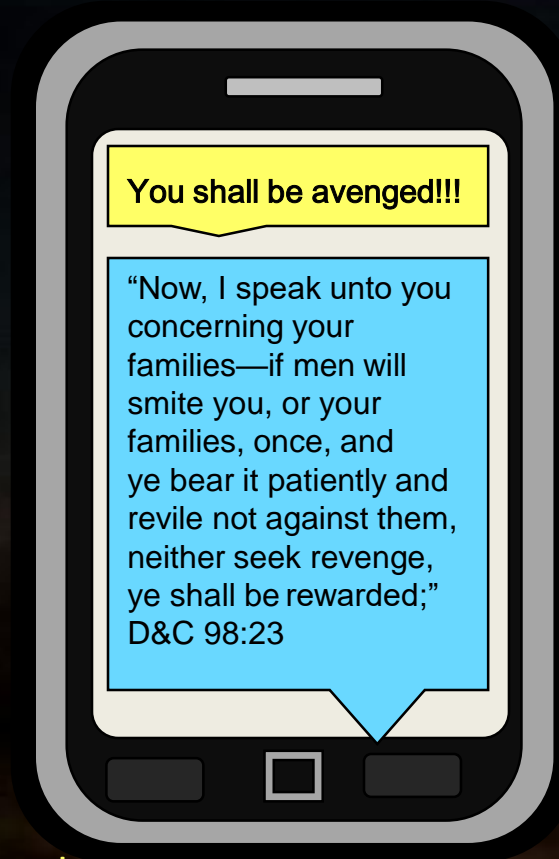 You shall be avenged!!!
“Now, I speak unto you
concerning your
families—if men will
smite you, or your
families, once, and
ye bear it patiently and
revile not against them,
neither seek revenge,
ye shall be rewarded;”
D&C 98:23